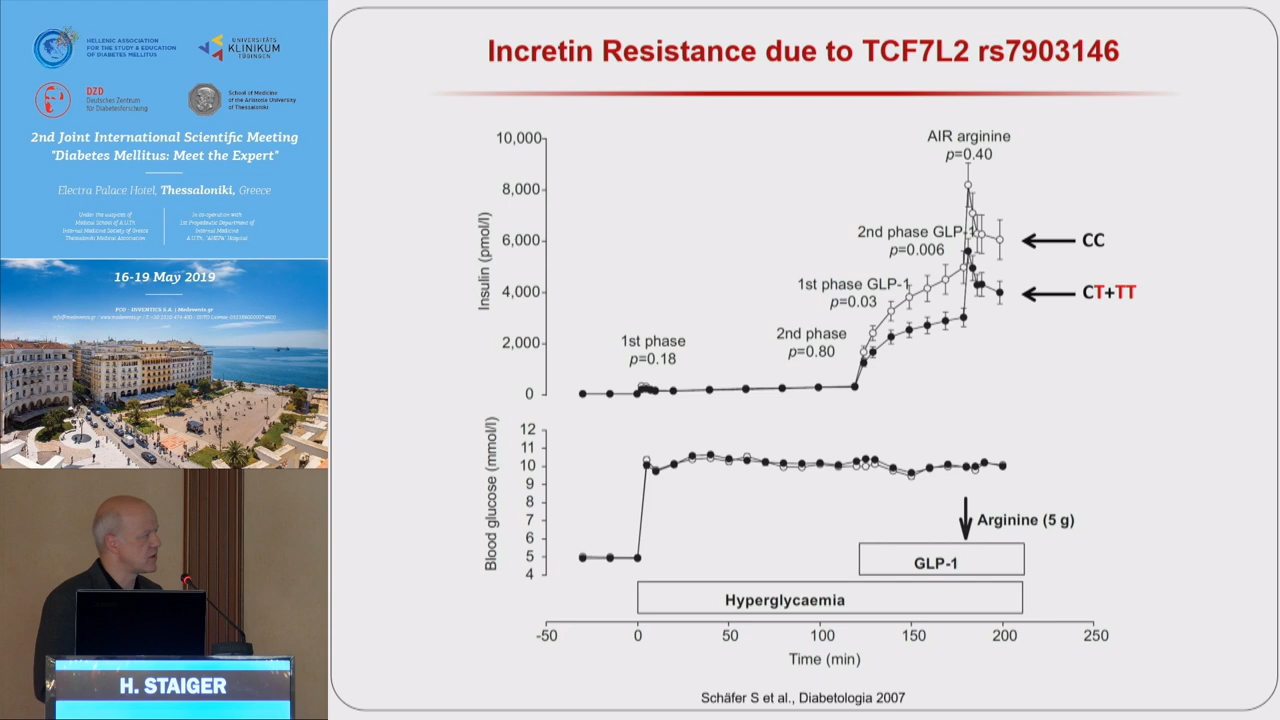 HELLENIC ASSOCIATION
FOR THE STUDY & EDUCATION
OF DIABETES MELLITUS
UNIVERSITÄTS
KLINIKUM
TÜBINGEN
DZD
Deutsches Zentrum
für Diabetesforschung
School of Medicine
of the Aristotle University
of Thessaloniki
2nd Joint International Scientific Meeting
"Diabetes Mellitus: Meet the Expert"
Electra Palace Hotel, Thessaloniki, Greece
Under the auspices of
Medical School of A.U.Th.
Internal Medicine Society of Greece
Thessaloniki Medical Association
In co-operation with
1st Propedeutic Department of
Internal Medicine
A.U.Th., "AHEPA" Hospital
16-19 May 2019
H. STAIGER
Incretin Resistance due to TCF7L2 rs7903146
Insulin (pmol/l)
10,000
8,000
6,000
4,000
2,000
0
1st phase
p=0.18
2nd phase
p=0.80
1st phase GLP-1
p=0.03
2nd phase GLP-1
p=0.006
AIR arginine
p=0.40
CC
CT+TT
Blood glucose (mmol/l)
12
11
10
9
8
7
6
5
4
Arginine (5 g)
GLP-1
Hyperglycaemia
-50
0
50
100
150
200
250
Time (min)
Schäfer S et al., Diabetologia 2007